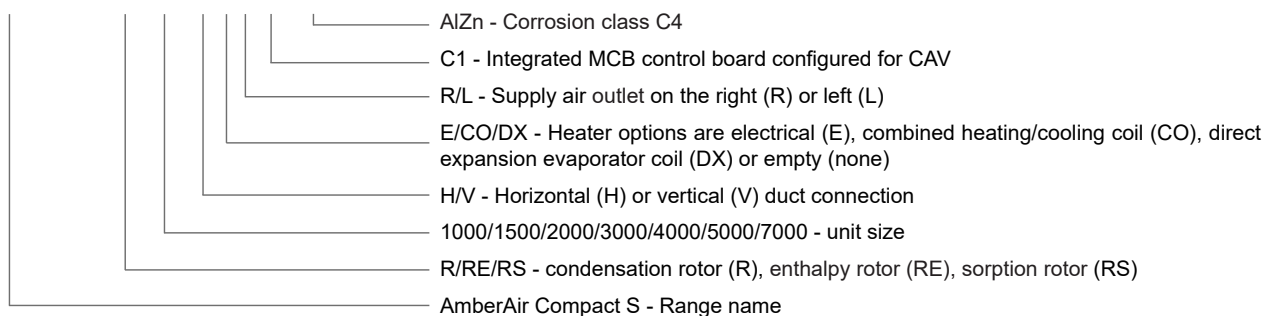 AlZn - Corrosion class C4
C1 - Integrated MCB control board configured for CAV
R/L - Supply air outlet on the right (R) or left (L)
E/CO/DX - Heater options are electrical (E), combined heating/cooling coil (CO), direct
expansion evaporator coil (DX) or empty (none)
H/V - Horizontal (H) or vertical (V) duct connection
1000/1500/2000/3000/4000/5000/7000 - unit size
R/RE/RS - condensation rotor (R), enthalpy rotor (RE), sorption rotor (RS)
AmberAir Compact S - Range name